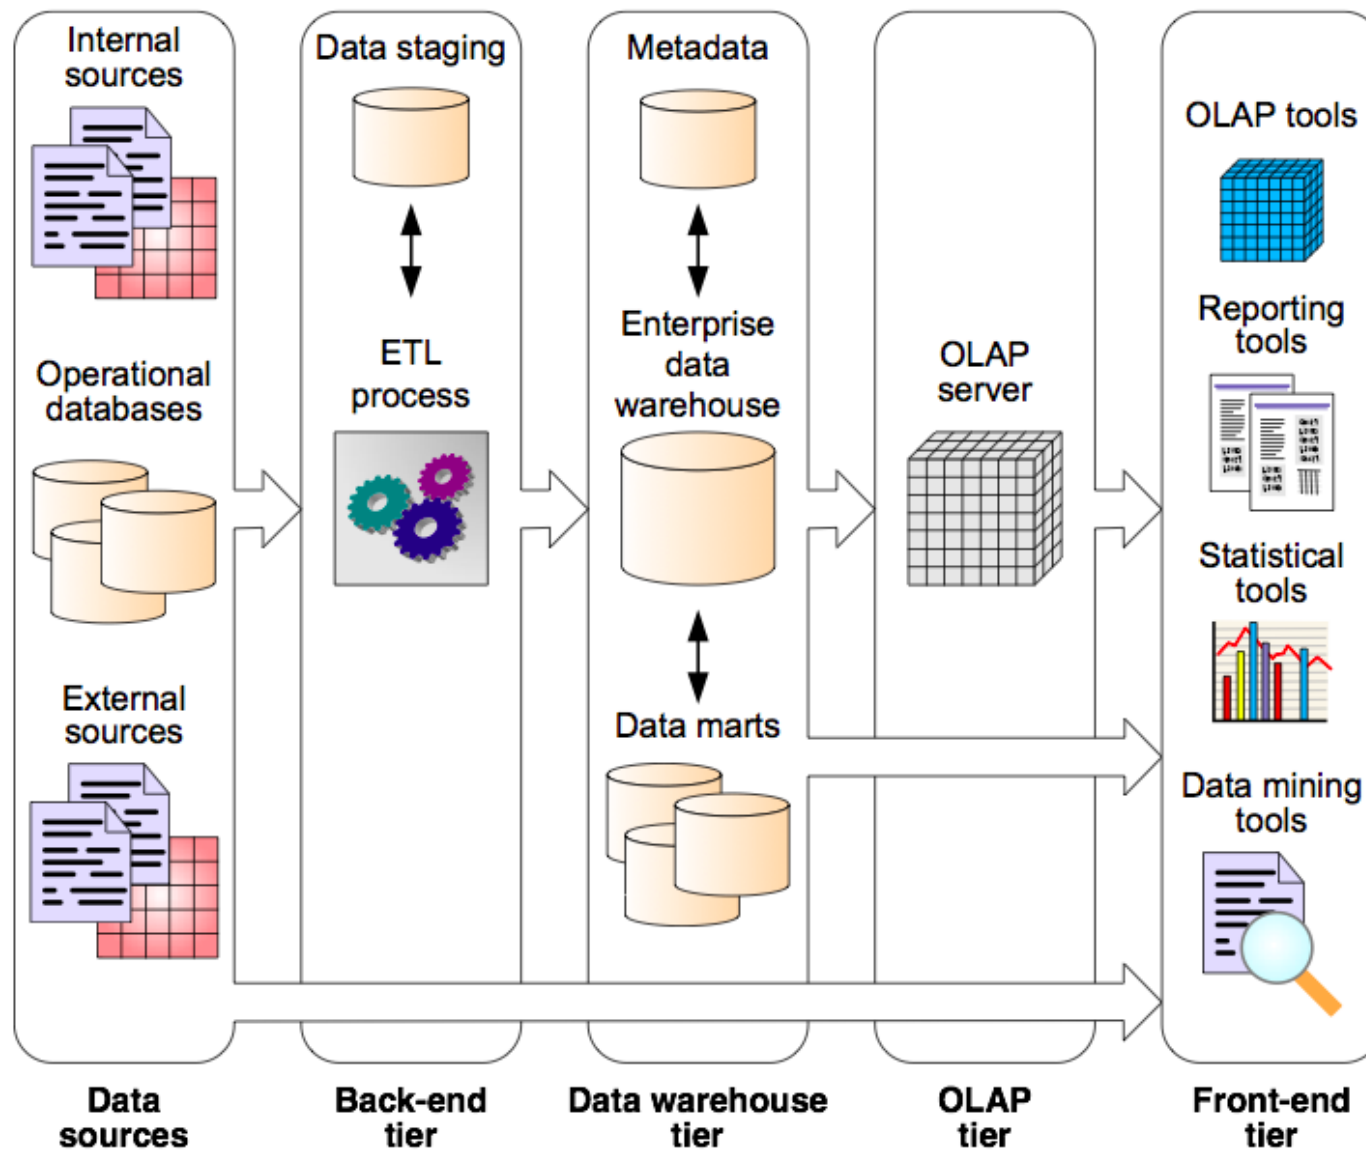 Internal
sources
Operational
databases
External
sources
Data
sources
Data staging
ETL
process
Back-end
tier
Metadata
Enterprise
data
warehouse
Data marts
Data warehouse
tier
OLAP
server
OLAP
tier
OLAP tools
Reporting
tools
Statistical
tools
Data mining
tools
Front-end
tier